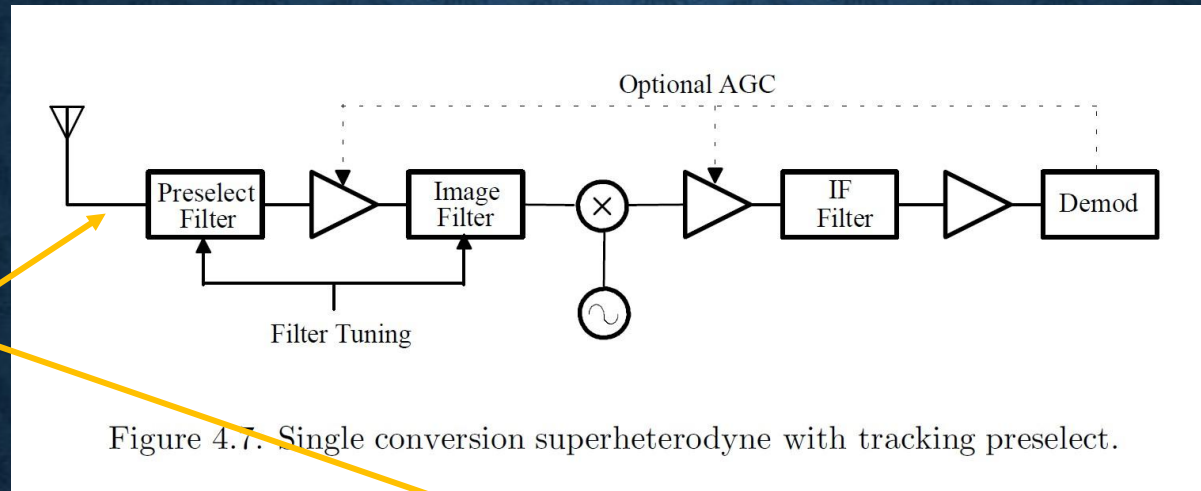 Optional AGC
Preselect
Filter
Image
Filter
IF
Filter
Demod
Filter Tuning
Figure 4.7: Single conversion superheterodyne with tracking preselect.